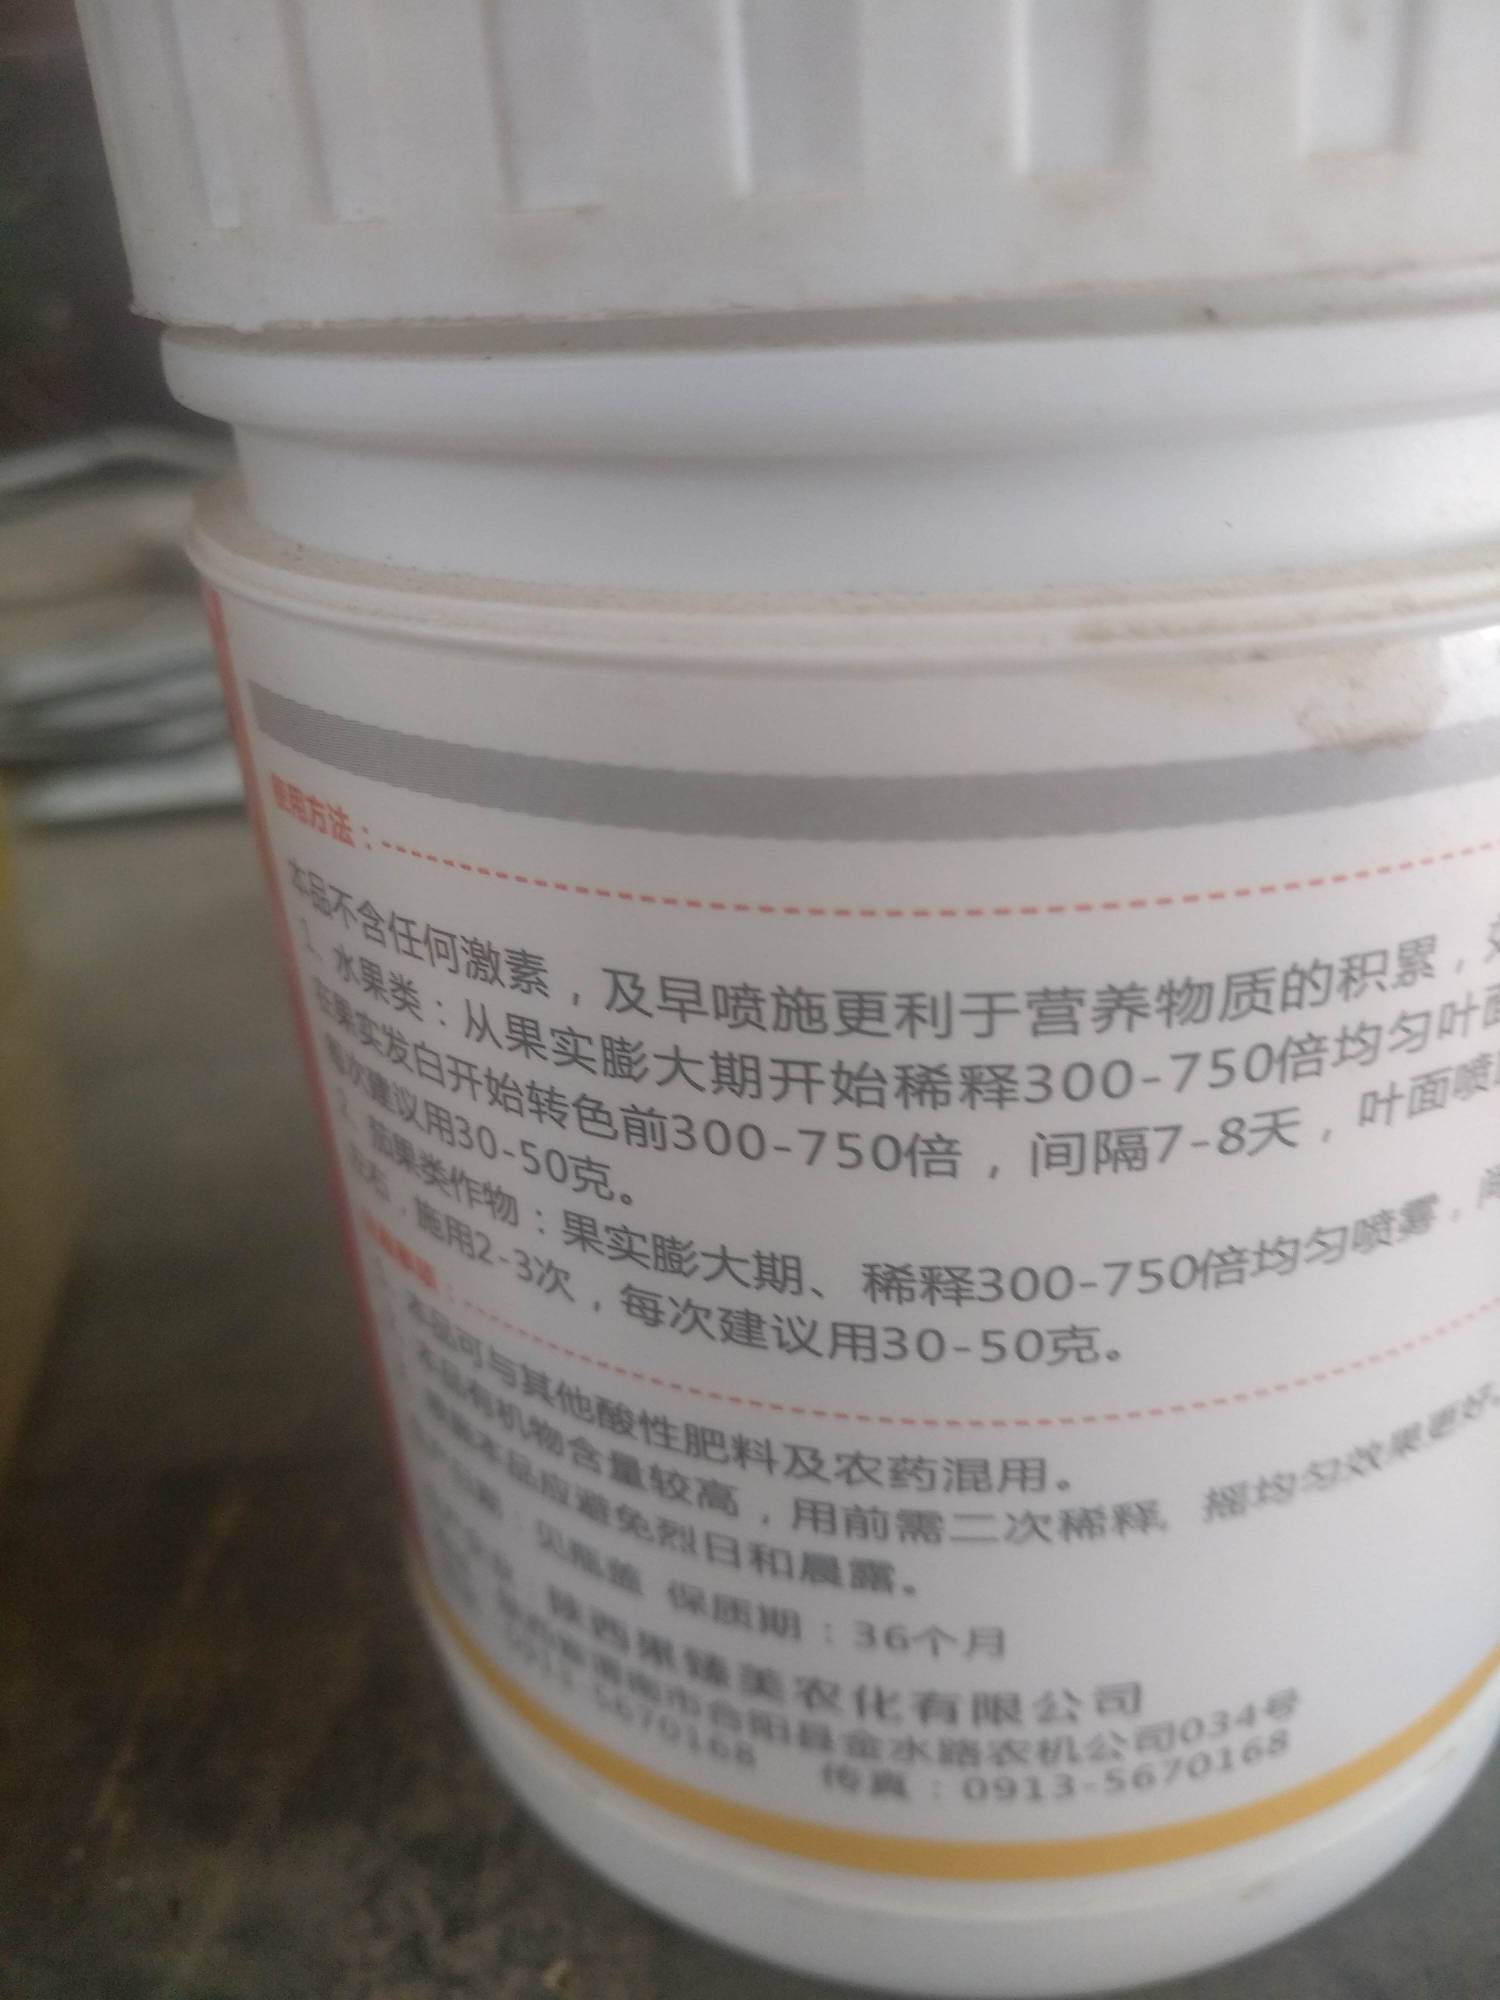 使用方法：
本品不含任何激素，及早喷施更利于营养物质的积累，效
1、水果类：从果实膨大期开始稀释300-750倍均匀叶面
在果实发白开始转色前300-750倍，间隔7-8天，叶面喷
每次建议用30-50克。
2、茄果类作物：果实膨大期、稀释300-750倍均匀喷雾，间
左右，施用2-3次，每次建议用30-50克。
本品可与其他酸性肥料及农药混用。
本品有机物含量较高，用前需二次稀释，摇均匀效果更好。
本品应避免烈日和晨露。
见瓶盖 保质期：36个月
陕西果臻美农化有限公司
渭南市合阳县金水路农机公司034号
0913-5670168 传真：0913-5670168